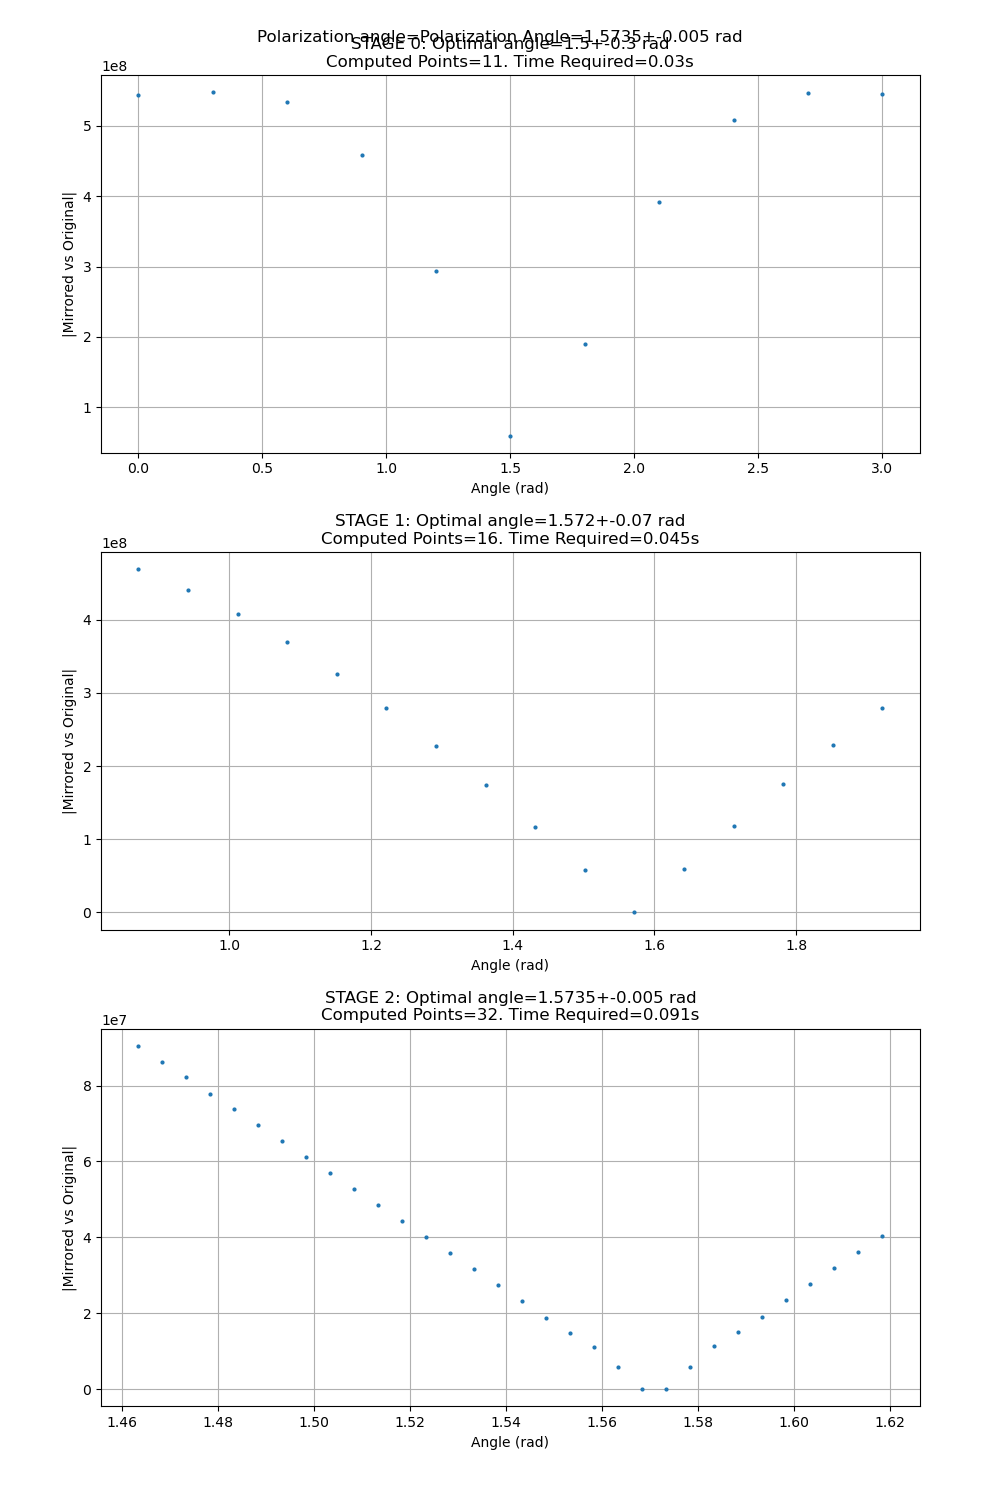 Polarization angle=Polarization Angle=1.5735+-0.005 rad
STAGE 0: Optimal angle=1.5+-0.3 rad
Computed Points=11. Time Required=0.03s
1e8
5
4
3
2
1
|Mirrored vs Original|
0.0 0.5 1.0 1.5 2.0 2.5 3.0
Angle (rad)
STAGE 1: Optimal angle=1.572+-0.07 rad
Computed Points=16. Time Required=0.045s
1e8
4
3
2
1
0
|Mirrored vs Original|
1.0 1.2 1.4 1.6 1.8
Angle (rad)
STAGE 2: Optimal angle=1.5735+-0.005 rad
Computed Points=32. Time Required=0.091s
1e7
8
6
4
2
0
|Mirrored vs Original|
1.46 1.48 1.50 1.52 1.54 1.56 1.58 1.60 1.62
Angle (rad)